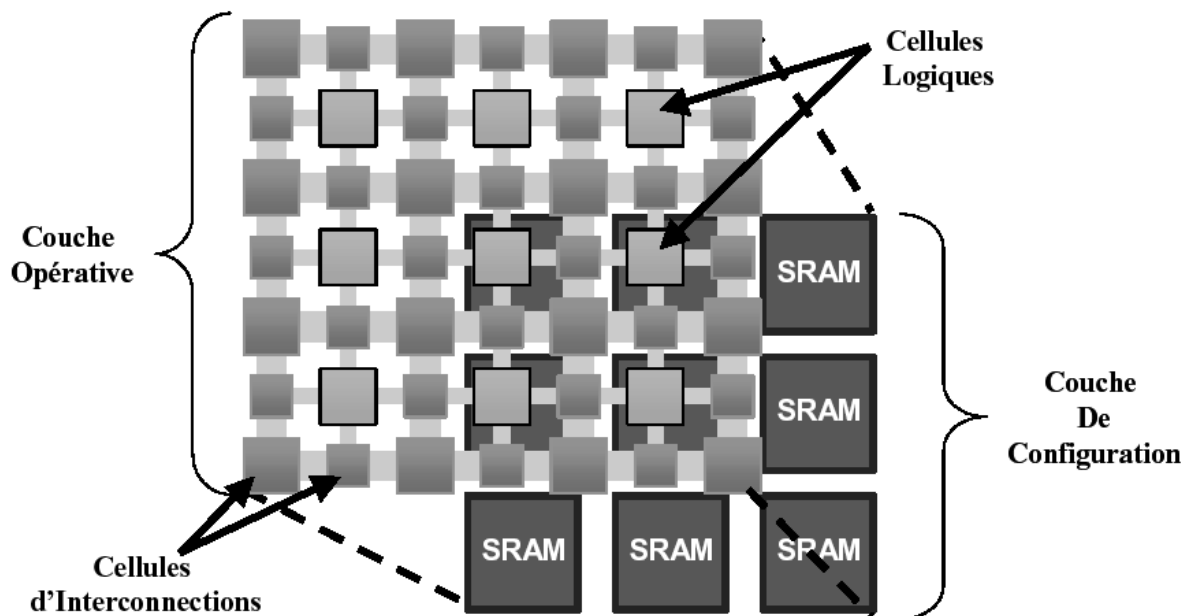 Cellules
Logiques
Couche
Opérative
SRAM
SRAM
Couche
De
Configuration
SRAM
SRAM
SRAM
Cellules
d'Interconnections